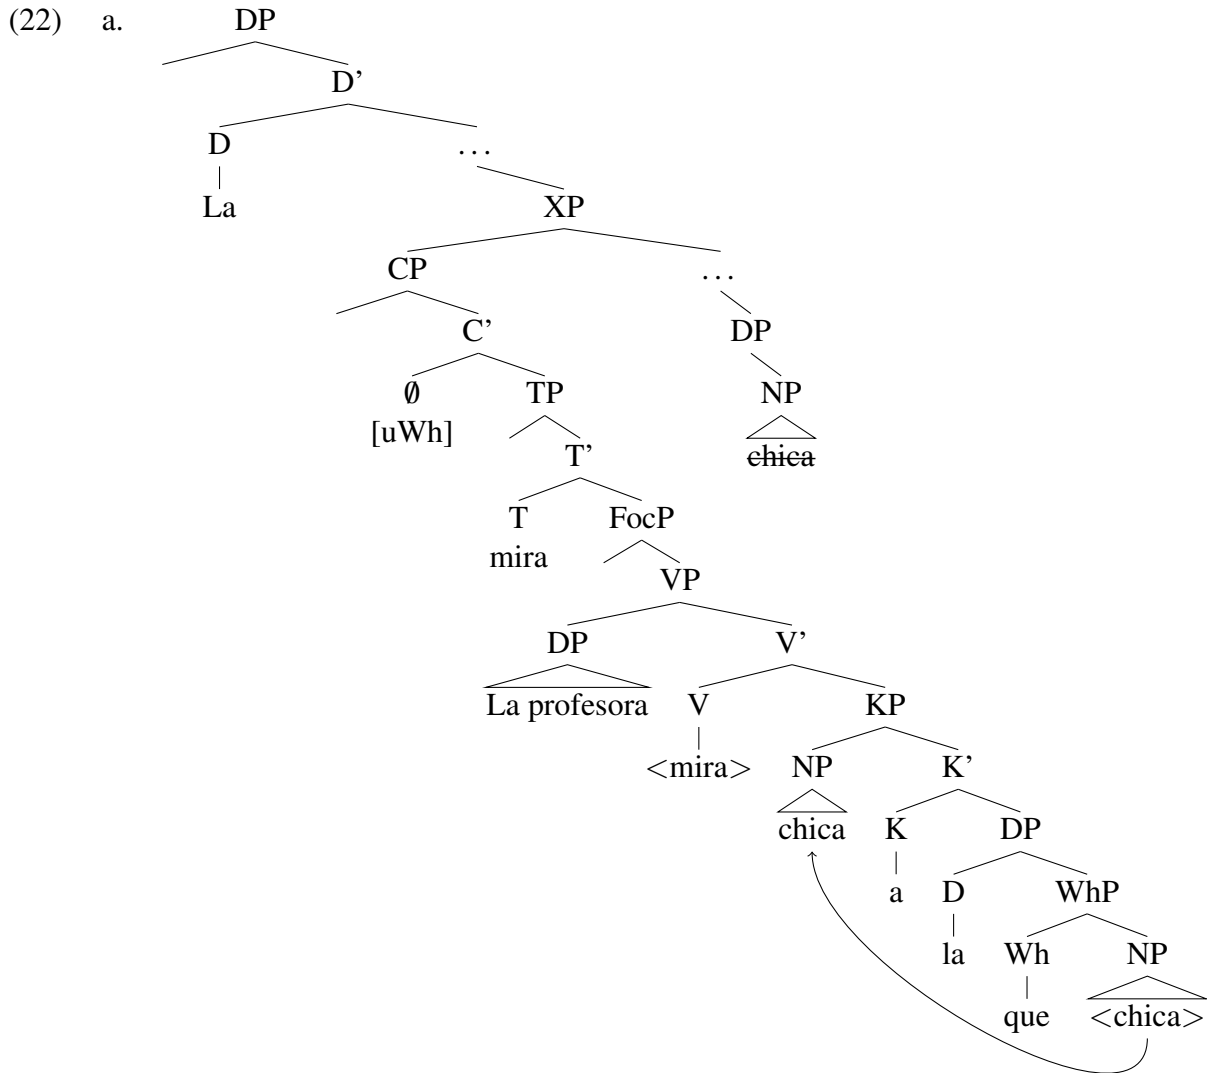 (22) a. DP
D'
D ...
La XP
CP ...
C' DP
∅ TP NP
[uWh] chica
T'
T FocP
mira
VP
DP V'
La profesora V KP
<mira> NP K'
chica K DP
a D WhP
la Wh NP
que <chica>